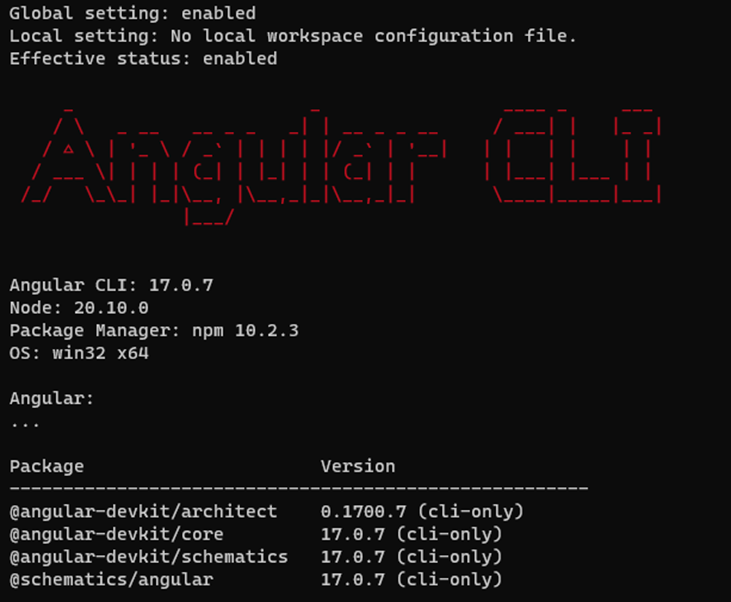 Global setting: enabled
Local setting: No local workspace configuration file.
Effective status: enabled
Angular CLI
Angular CLI: 17.0.7
Node: 20.10.0
Package Manager: npm 10.2.3
OS: win32 x64
Angular:
...
Package Version
------------------------------------------------------
@angular-devkit/architect 0.1700.7 (cli-only)
@angular-devkit/core 17.0.7 (cli-only)
@angular-devkit/schematics 17.0.7 (cli-only)
@schematics/angular 17.0.7 (cli-only)